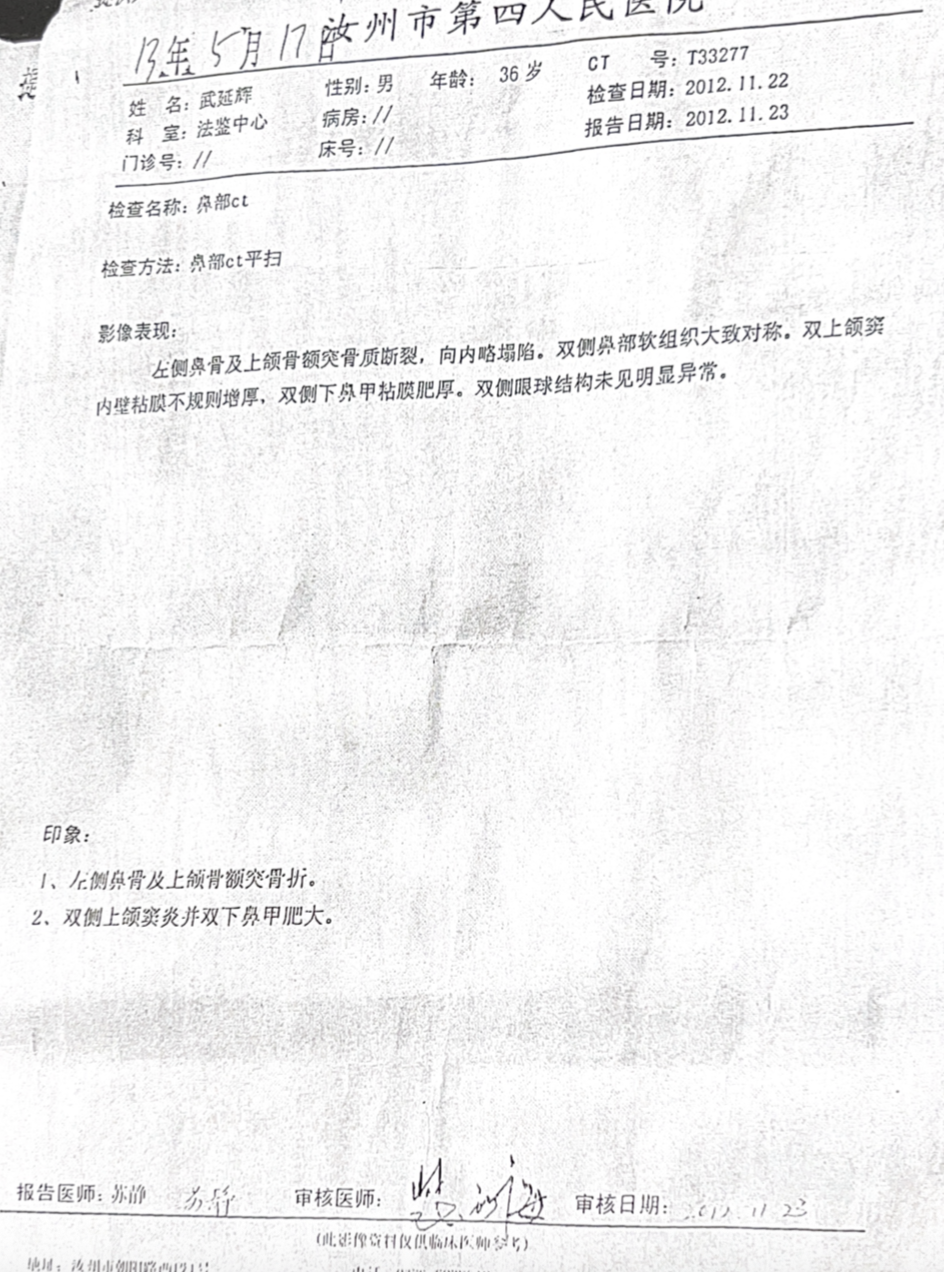 汝州市第四人民医院
13年5月17日
姓 名：武延辉 性别：男 年龄： 36岁 CT 号：T33277
科 室：法鉴中心 病房：// 检查日期：2012.11.22
门诊号：// 床号：// 报告日期：2012.11.23
检查名称：鼻部ct
检查方法：鼻部ct平扫
影像表现：
左侧鼻骨及上颌骨额突骨质断裂，向内略塌陷。双侧鼻部软组织大致对称。双上颌窦
内壁粘膜不规则增厚，双侧下鼻甲粘膜肥厚。双侧眼球结构未见明显异常。
印象：
1、左侧鼻骨及上颌骨额突骨折。
2、双侧上颌窦炎并双下鼻甲肥大。
报告医师：苏静 苏静 审核医师： 审核日期：2012.11.23
(此影像资料仅供临床医师参考)